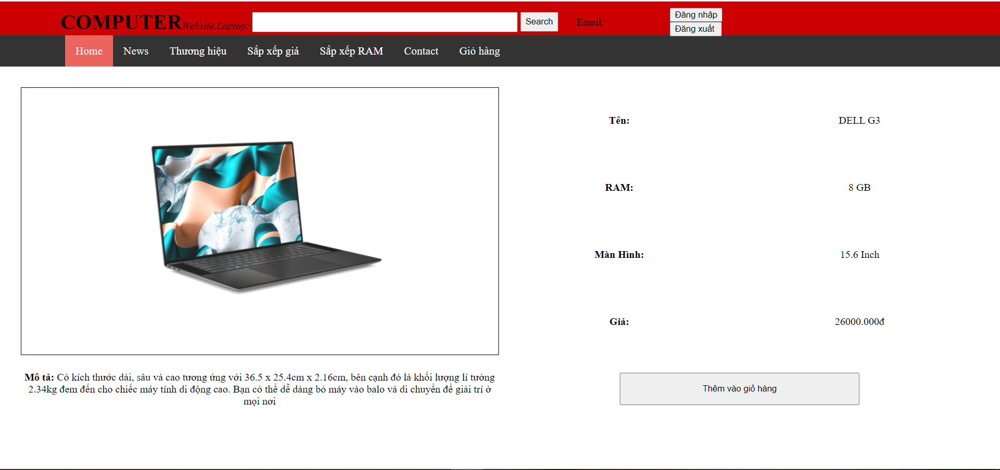 COMPUTER Website.Laptop: Search Email: Đăng nhập
Đăng xuất
Home News Thương hiệu Sắp xếp giá Sắp xếp RAM Contact Giỏ hàng
Tên: DELL G3
RAM: 8 GB
Màn Hình: 15.6 Inch
Giá: 26000.000đ
Mô tả: Có kích thước dài, sâu và cao tương ứng với 36.5 x 25.4cm x 2.16cm, bên cạnh đó là khối lượng lí tưởng
2.34kg đem đến cho chiếc máy tính di động cao. Bạn có thể dễ dàng bỏ máy vào balo và di chuyển để giải trí ở
mọi nơi
Thêm vào giỏ hàng